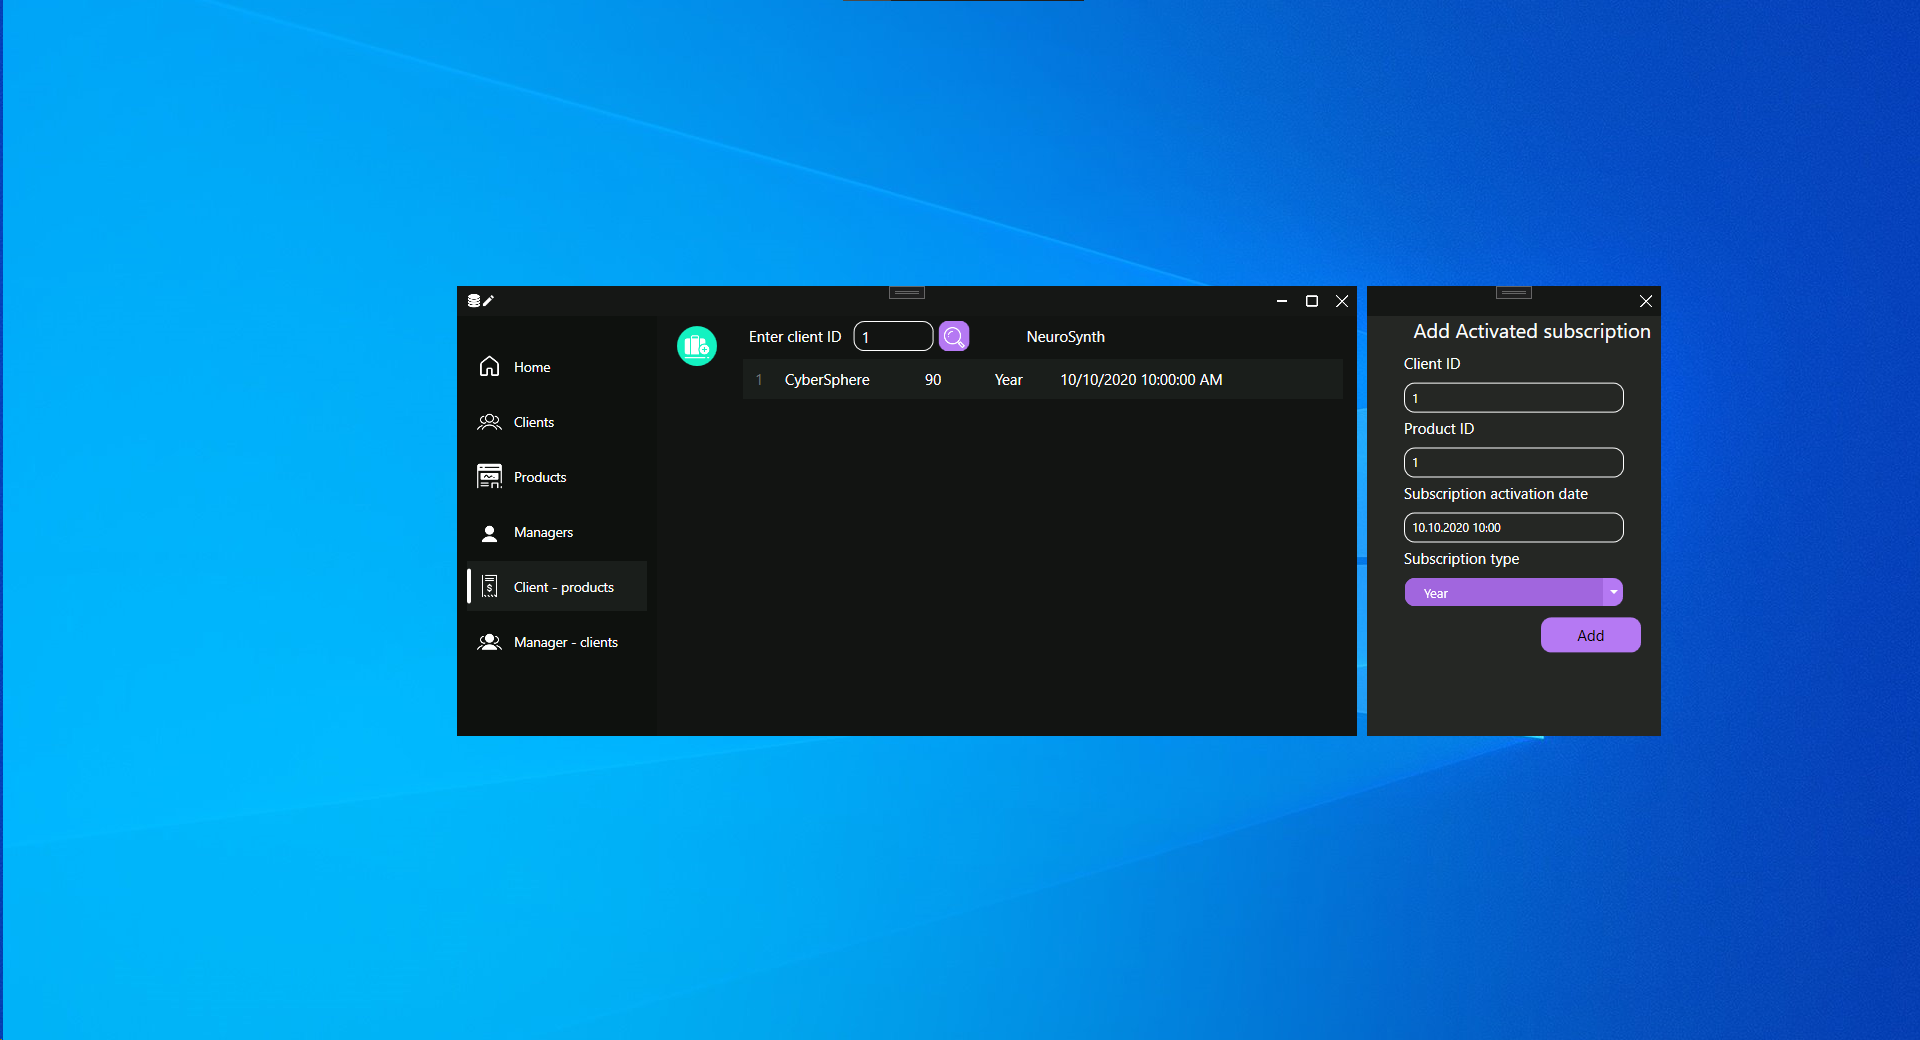 Home
Clients
Products
Managers
Client - products
Manager - clients
Enter client ID 1 NeuroSynth
1 CyberSphere 90 Year 10/10/2020 10:00:00 AM
Add Activated subscription
Client ID
1
Product ID
1
Subscription activation date
10.10.2020 10:00
Subscription type
Year
Add